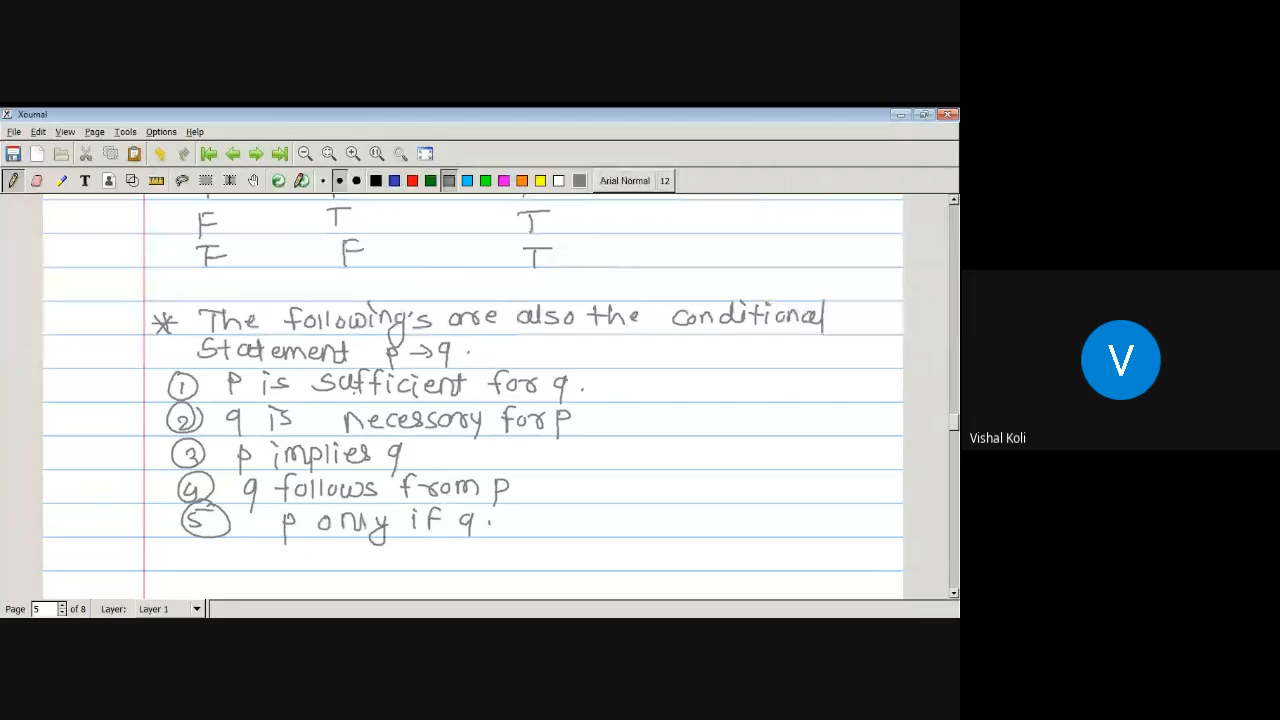 Xournal
File Edit View Page Tools Options Help
T Arial Normal 12
F T T
F F T
* The following's are also the conditional
Statement p → q .
① p is sufficient for q .
② q is necessary for p
③ p implies q
④ q follows from p
⑤ p only if q .
Page 5 of 8 Layer: Layer 1
V
Vishal Koli